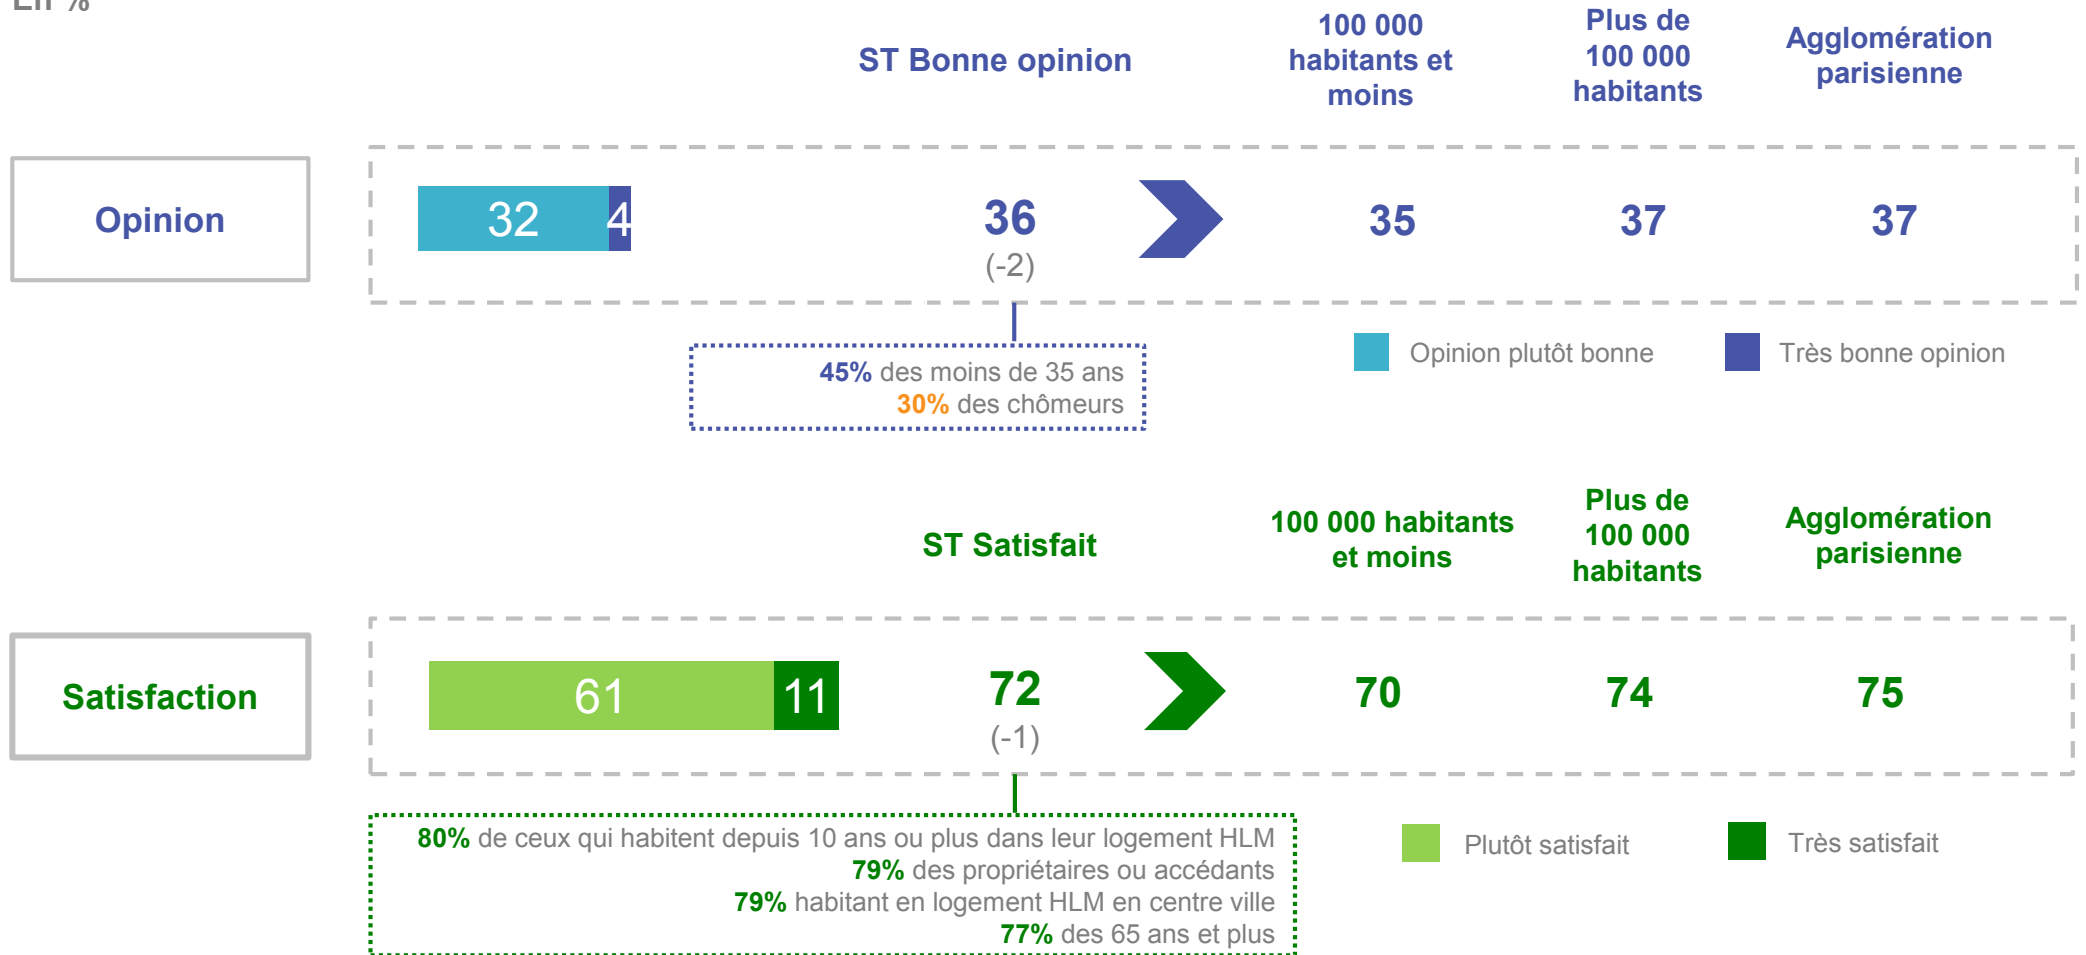 En %
ST Bonne opinion
100 000
habitants et
moins
Plus de
100 000
habitants
Agglomération
parisienne
Opinion
32
4
36
(-2)
35
37
37
45% des moins de 35 ans
30% des chômeurs
Opinion plutôt bonne
Très bonne opinion
ST Satisfait
100 000 habitants
et moins
Plus de
100 000
habitants
Agglomération
parisienne
Satisfaction
61
11
72
(-1)
70
74
75
80% de ceux qui habitent depuis 10 ans ou plus dans leur logement HLM
79% des propriétaires ou accédants
79% habitant en logement HLM en centre ville
77% des 65 ans et plus
Plutôt satisfait
Très satisfait